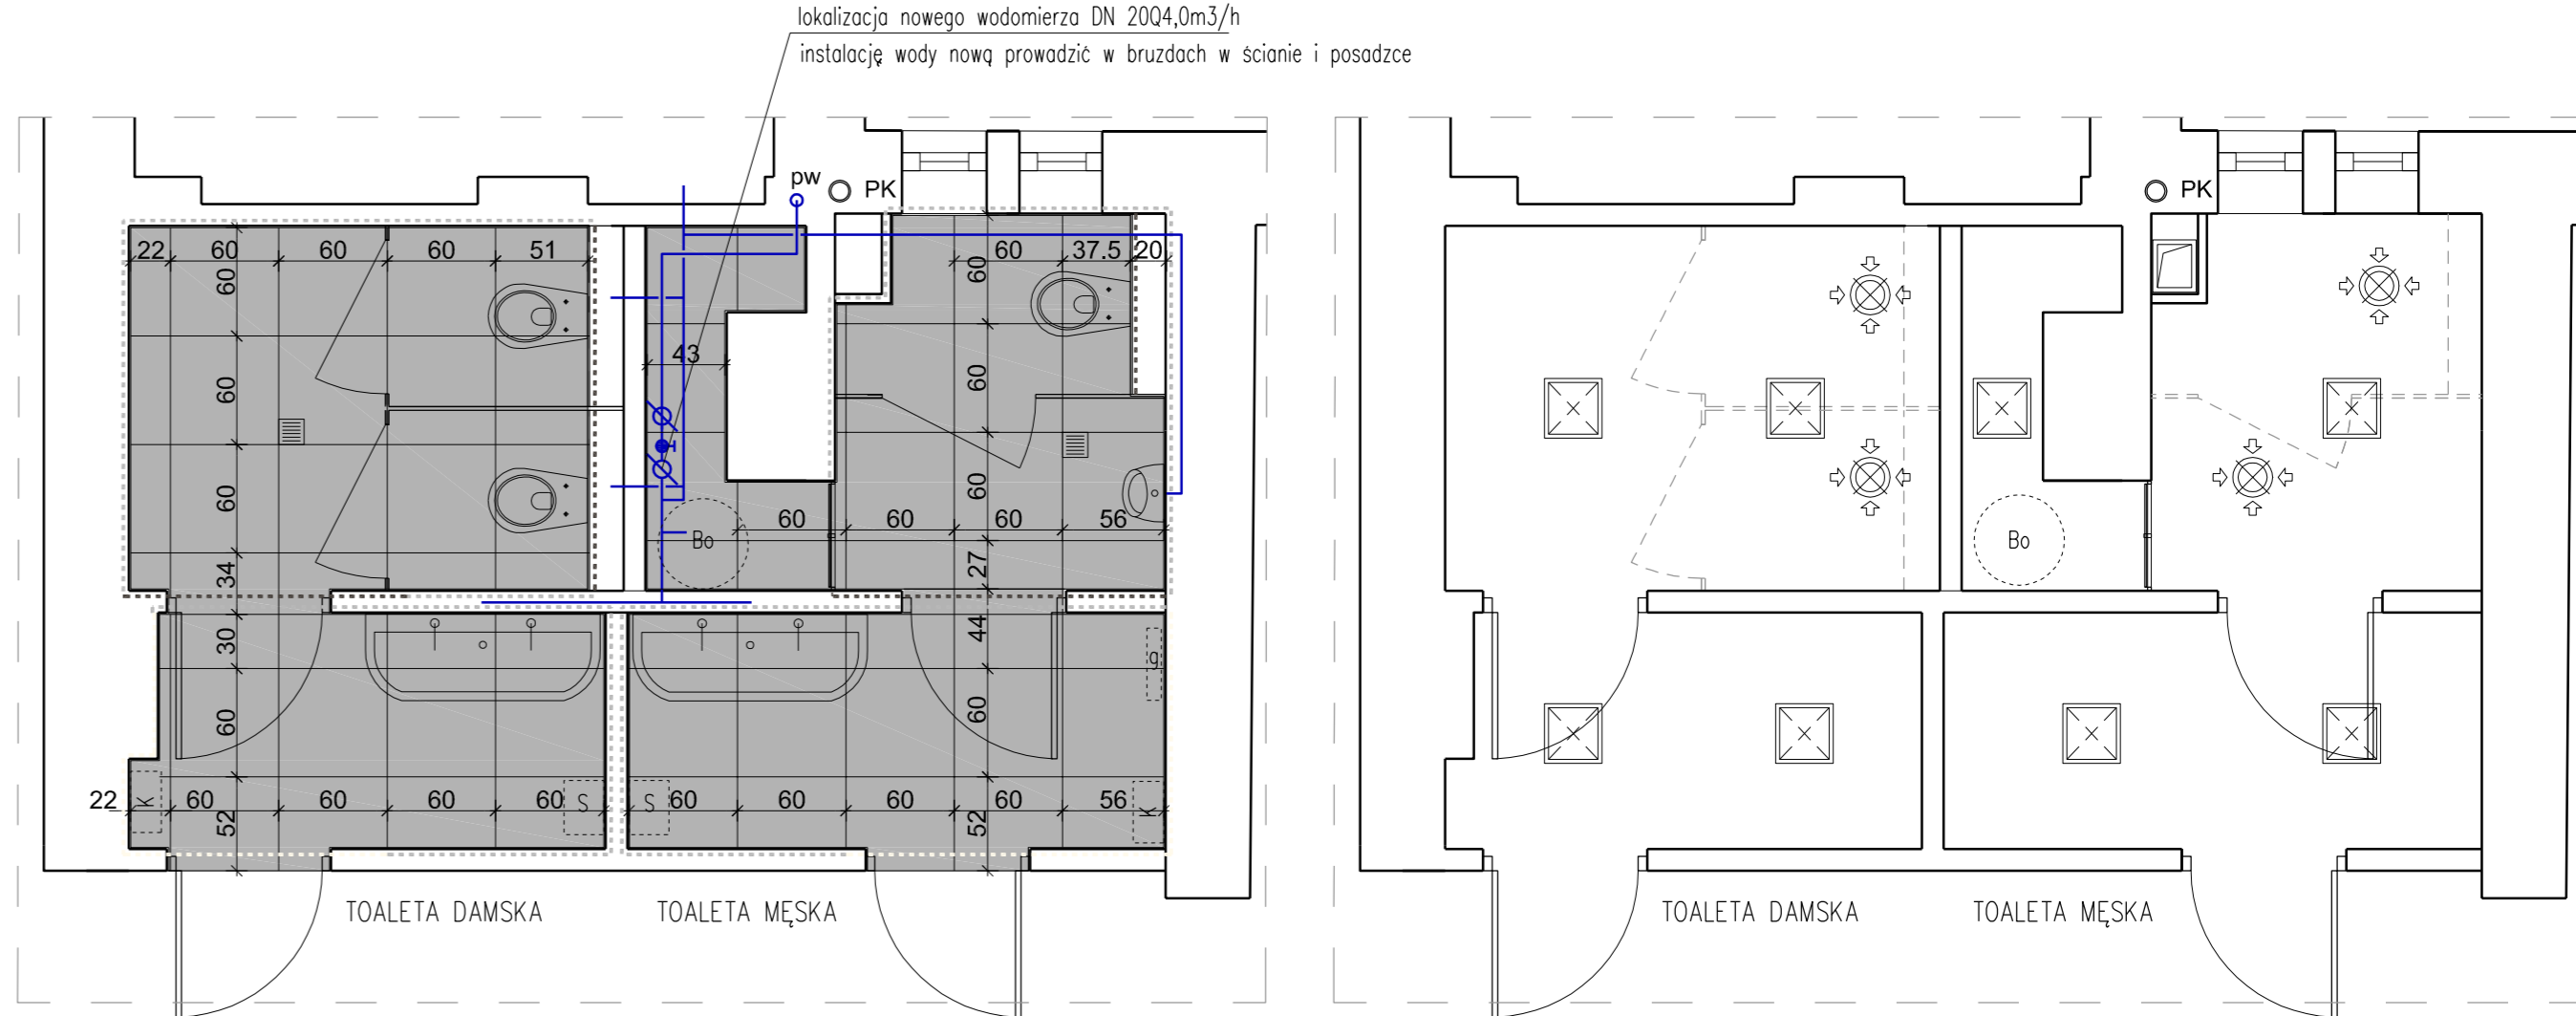 lokalizacja nowego wodomierza DN 20Q4,0m3/h
instalację wody nową prowadzić w bruzdach w ścianie i posadzce
pw
PK
PK
22 60 60 60 51
60 37.5 20
60
60
60
34
30
60
52
43
60
60
60
27
44
60
52
Bo
60 60 60 56
Bo
g
22 60 60 60 60
60 60 60 60 56
K
S
S
K
TOALETA DAMSKA
TOALETA MĘSKA
TOALETA DAMSKA
TOALETA MĘSKA